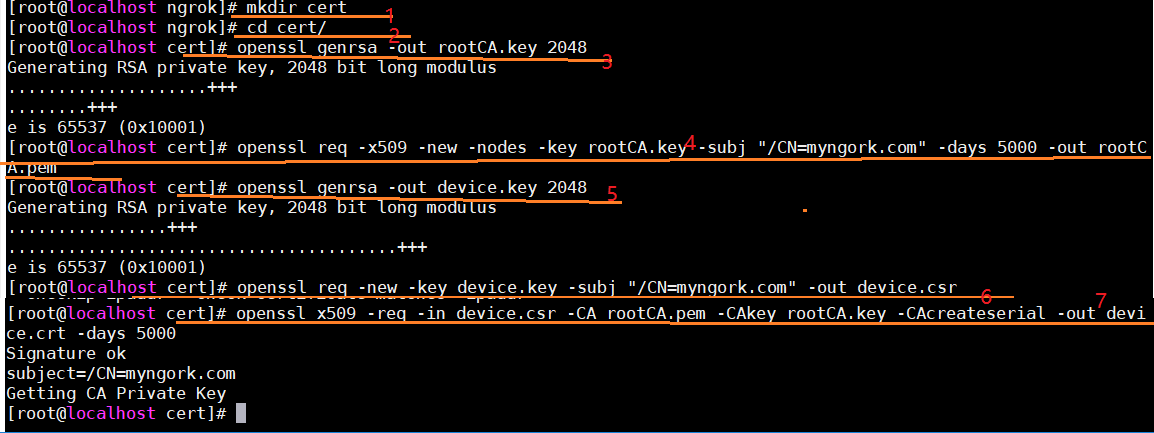 [root@localhost ngrok]# mkdir cert
1
[root@localhost ngrok]# cd cert/
2
[root@localhost cert]# openssl genrsa -out rootCA.key 2048
3
Generating RSA private key, 2048 bit long modulus
....................+++
........+++
e is 65537 (0x10001)
[root@localhost cert]# openssl req -x509 -new -nodes -key rootCA.key -subj "/CN=myngork.com" -days 5000 -out rootC
4
A.pem
[root@localhost cert]# openssl genrsa -out device.key 2048
5
Generating RSA private key, 2048 bit long modulus
................+++
.......................................+++
e is 65537 (0x10001)
[root@localhost cert]# openssl req -new -key device.key -subj "/CN=myngork.com" -out device.csr
6
[root@localhost cert]# openssl x509 -req -in device.csr -CA rootCA.pem -CAkey rootCA.key -CAcreateserial -out devi
7
ce.crt -days 5000
Signature ok
subject=/CN=myngork.com
Getting CA Private Key
[root@localhost cert]#